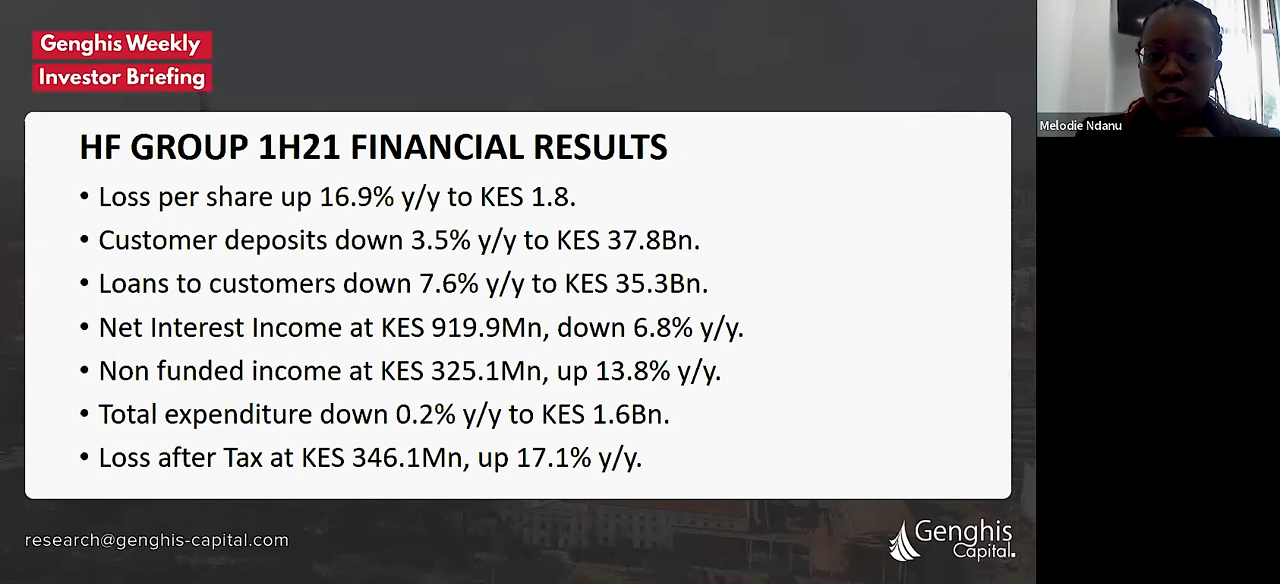 Genghis Weekly
Investor Briefing
Melodie Ndanu
HF GROUP 1H21 FINANCIAL RESULTS
• Loss per share up 16.9% y/y to KES 1.8.
• Customer deposits down 3.5% y/y to KES 37.8Bn.
• Loans to customers down 7.6% y/y to KES 35.3Bn.
• Net Interest Income at KES 919.9Mn, down 6.8% y/y.
• Non funded income at KES 325.1Mn, up 13.8% y/y.
• Total expenditure down 0.2% y/y to KES 1.6Bn.
• Loss after Tax at KES 346.1Mn, up 17.1% y/y.
research@genghis-capital.com
Genghis
Capital.